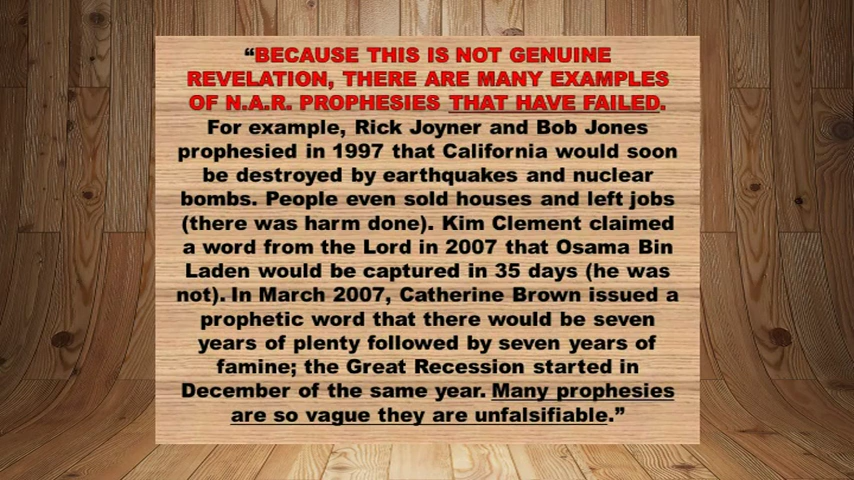 “BECAUSE THIS IS NOT GENUINE
REVELATION, THERE ARE MANY EXAMPLES
OF N.A.R. PROPHESIES THAT HAVE FAILED.
For example, Rick Joyner and Bob Jones
prophesied in 1997 that California would soon
be destroyed by earthquakes and nuclear
bombs. People even sold houses and left jobs
(there was harm done). Kim Clement claimed
a word from the Lord in 2007 that Osama Bin
Laden would be captured in 35 days (he was
not). In March 2007, Catherine Brown issued a
prophetic word that there would be seven
years of plenty followed by seven years of
famine; the Great Recession started in
December of the same year. Many prophesies
are so vague they are unfalsifiable.”